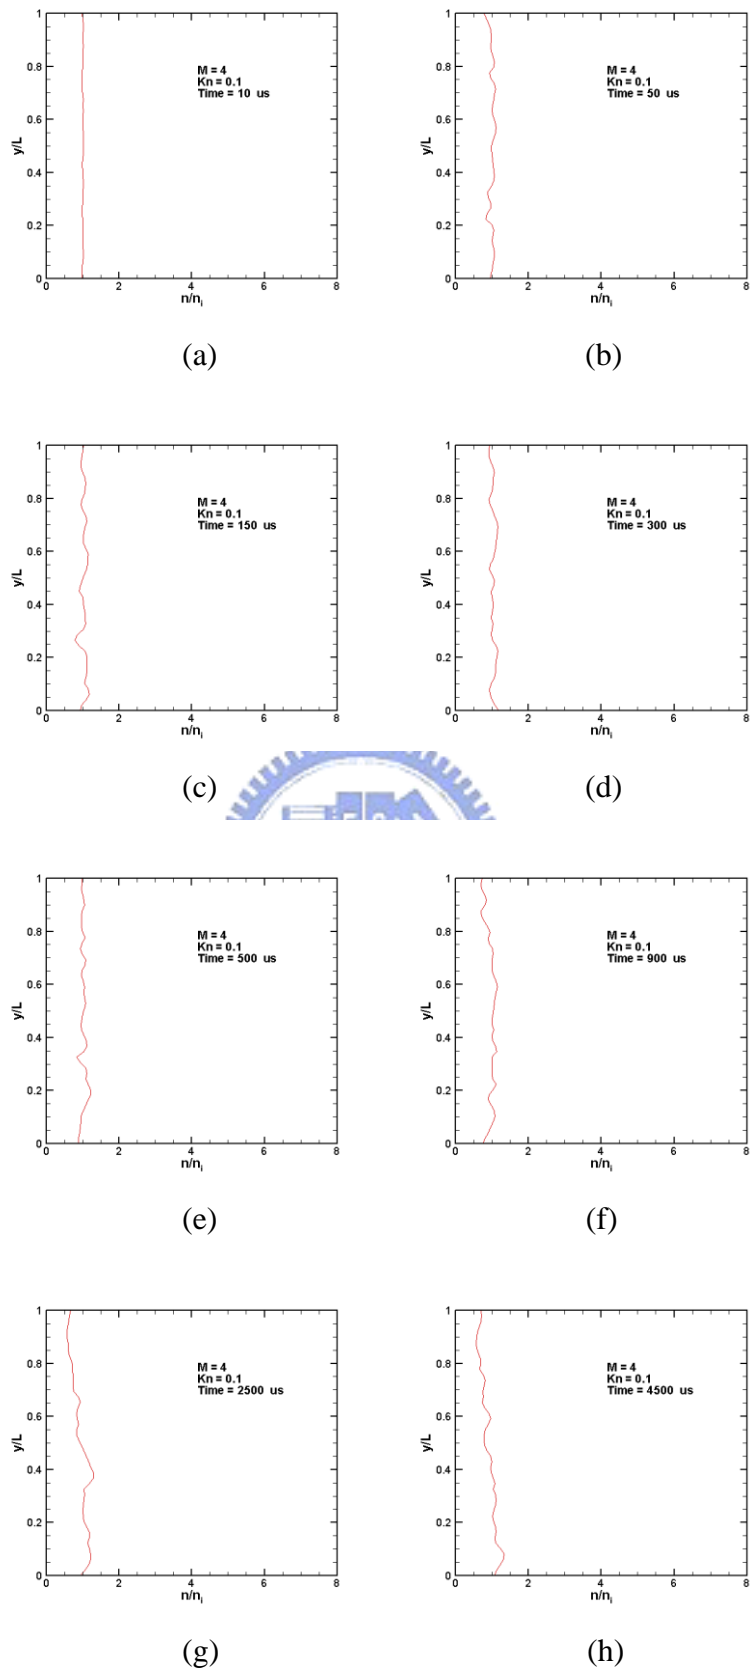 1
0.8
0.6
0.4
0.2
0
y/L
M = 4
Kn = 0.1
Time = 10 us
0 2 4 6 8
n/ni
(a)
1
0.8
0.6
0.4
0.2
0
y/L
M = 4
Kn = 0.1
Time = 50 us
0 2 4 6 8
n/ni
(b)
1
0.8
0.6
0.4
0.2
0
y/L
M = 4
Kn = 0.1
Time = 150 us
0 2 4 6 8
n/ni
(c)
1
0.8
0.6
0.4
0.2
0
y/L
M = 4
Kn = 0.1
Time = 300 us
0 2 4 6 8
n/ni
(d)
1
0.8
0.6
0.4
0.2
0
y/L
M = 4
Kn = 0.1
Time = 500 us
0 2 4 6 8
n/ni
(e)
1
0.8
0.6
0.4
0.2
0
y/L
M = 4
Kn = 0.1
Time = 900 us
0 2 4 6 8
n/ni
(f)
1
0.8
0.6
0.4
0.2
0
y/L
M = 4
Kn = 0.1
Time = 2500 us
0 2 4 6 8
n/ni
(g)
1
0.8
0.6
0.4
0.2
0
y/L
M = 4
Kn = 0.1
Time = 4500 us
0 2 4 6 8
n/ni
(h)